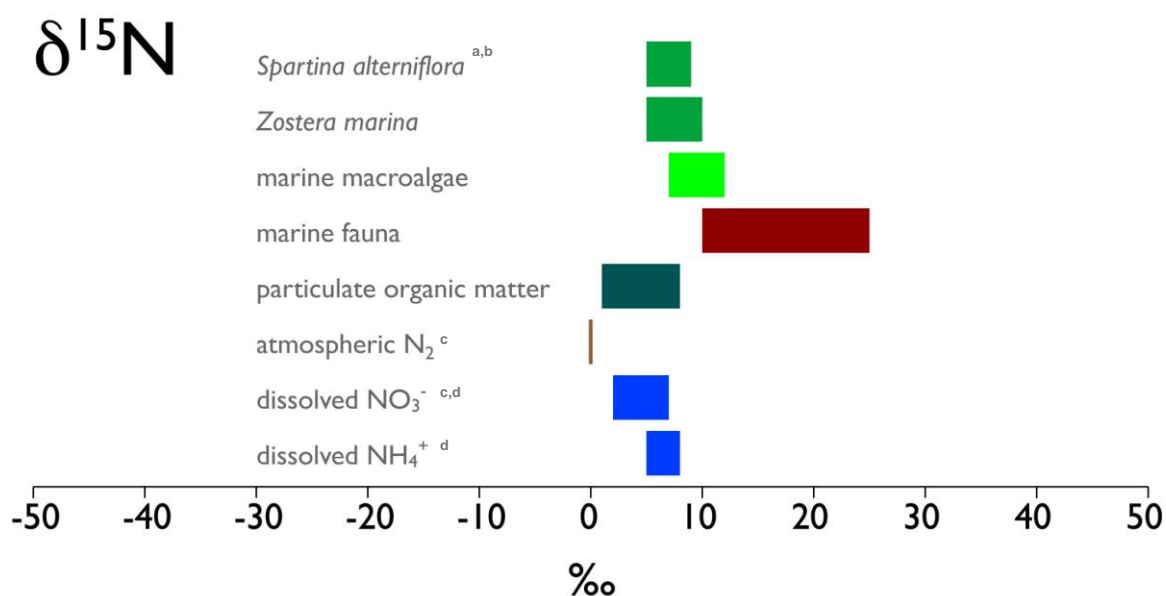 δ¹⁵N
Spartina alterniflora ᵃ,ᵇ
Zostera marina
marine macroalgae
marine fauna
particulate organic matter
atmospheric N₂ ᶜ
dissolved NO₃⁻ ᶜ,ᵈ
dissolved NH₄⁺ ᵈ
-50 -40 -30 -20 -10 0 10 20 30 40 50
‰